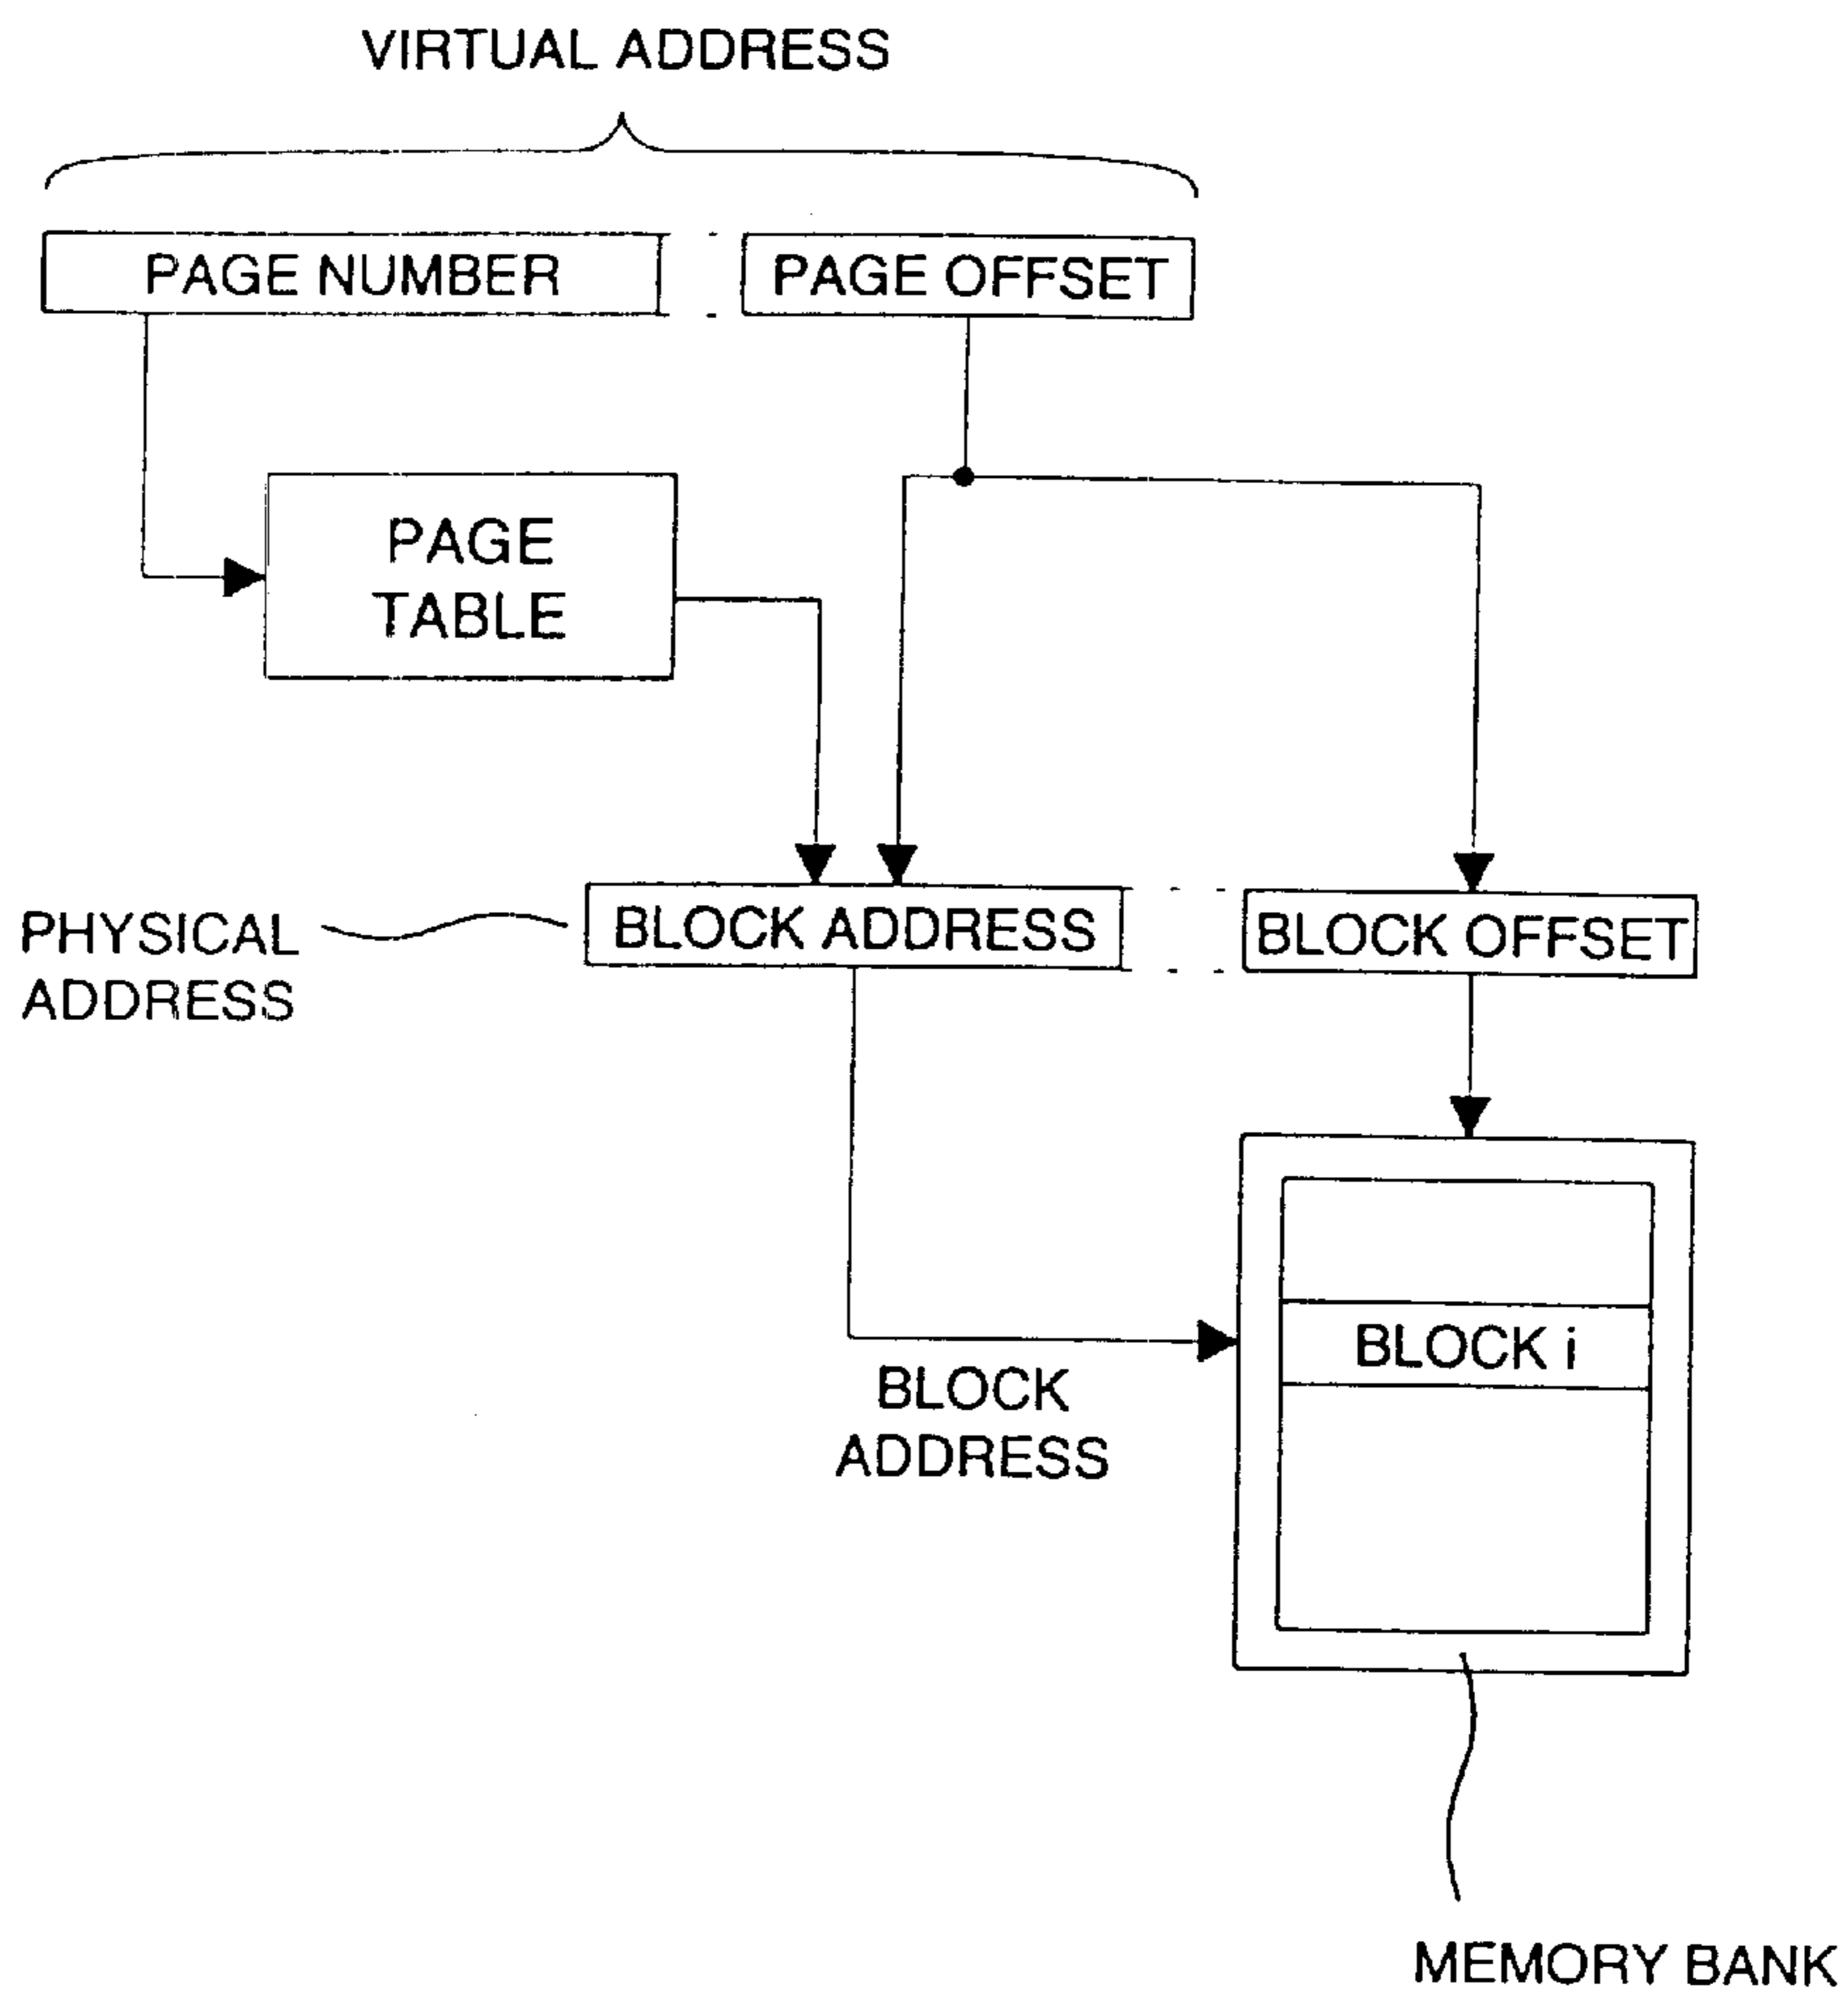 VIRTUAL ADDRESS
PAGE NUMBER
PAGE OFFSET
PAGE
TABLE
PHYSICAL
ADDRESS
BLOCK ADDRESS
BLOCK OFFSET
BLOCK i
BLOCK
ADDRESS
MEMORY BANK